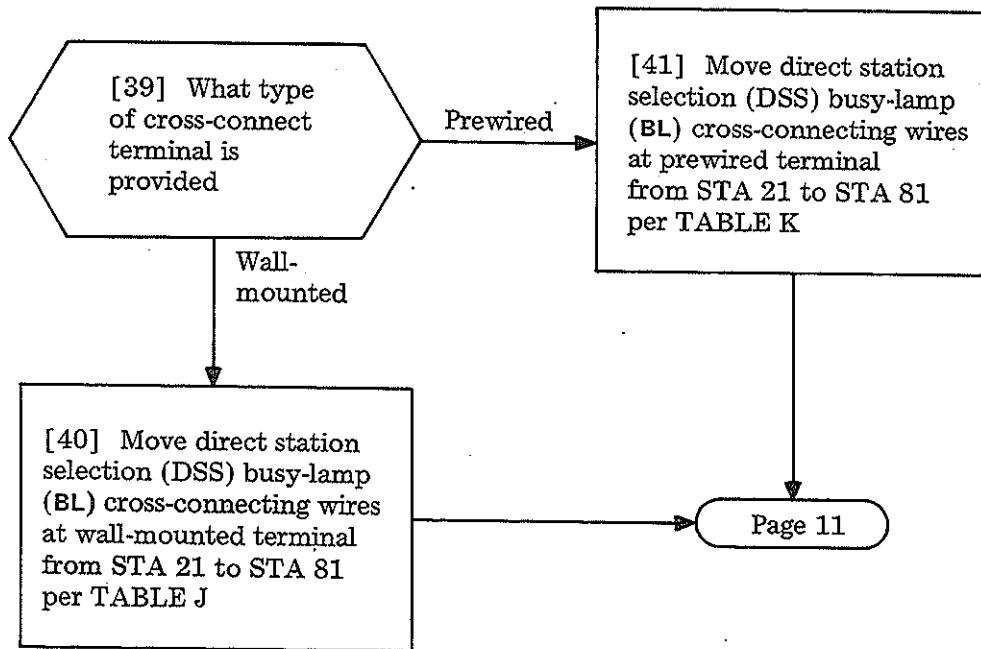 [39] What type
of cross-connect
terminal is
provided
Prewired
[41] Move direct station
selection (DSS) busy-lamp
(BL) cross-connecting wires
at prewired terminal
from STA 21 to STA 81
per TABLE K
Wall-
mounted
[40] Move direct station
selection (DSS) busy-lamp
(BL) cross-connecting wires
at wall-mounted terminal
from STA 21 to STA 81
per TABLE J
Page 11